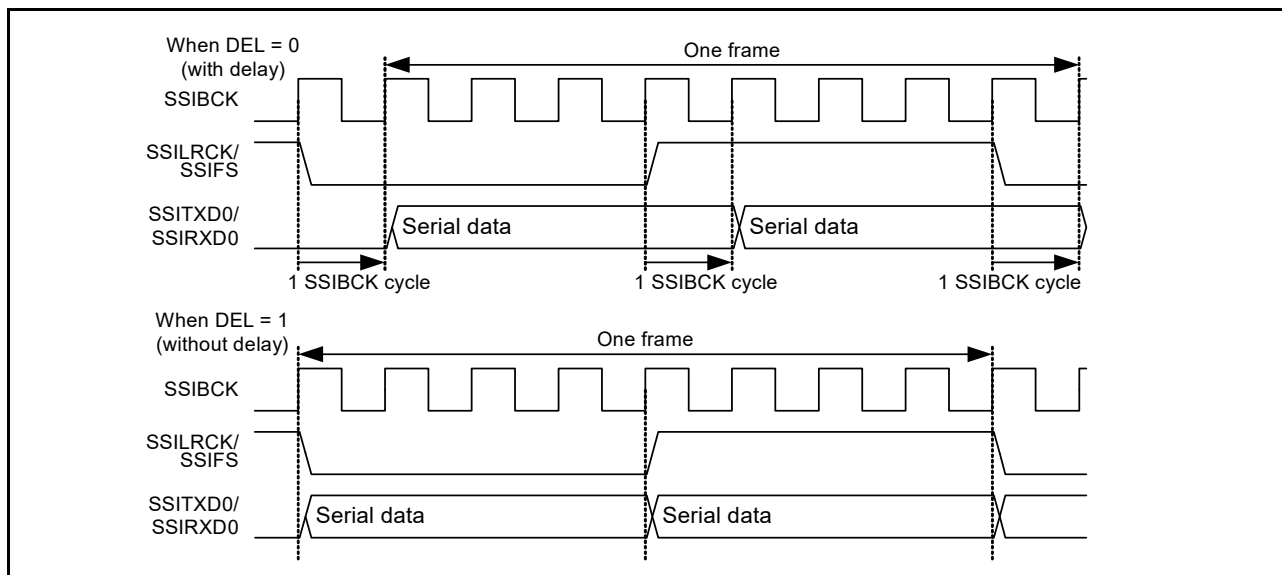 When DEL = 0
(with delay)
One frame
SSIBCK
SSILRCK/
SSIFS
SSITXD0/
SSIRXD0
Serial data
Serial data
1 SSIBCK cycle
1 SSIBCK cycle
1 SSIBCK cycle
When DEL = 1
(without delay)
One frame
SSIBCK
SSILRCK/
SSIFS
SSITXD0/
SSIRXD0
Serial data
Serial data